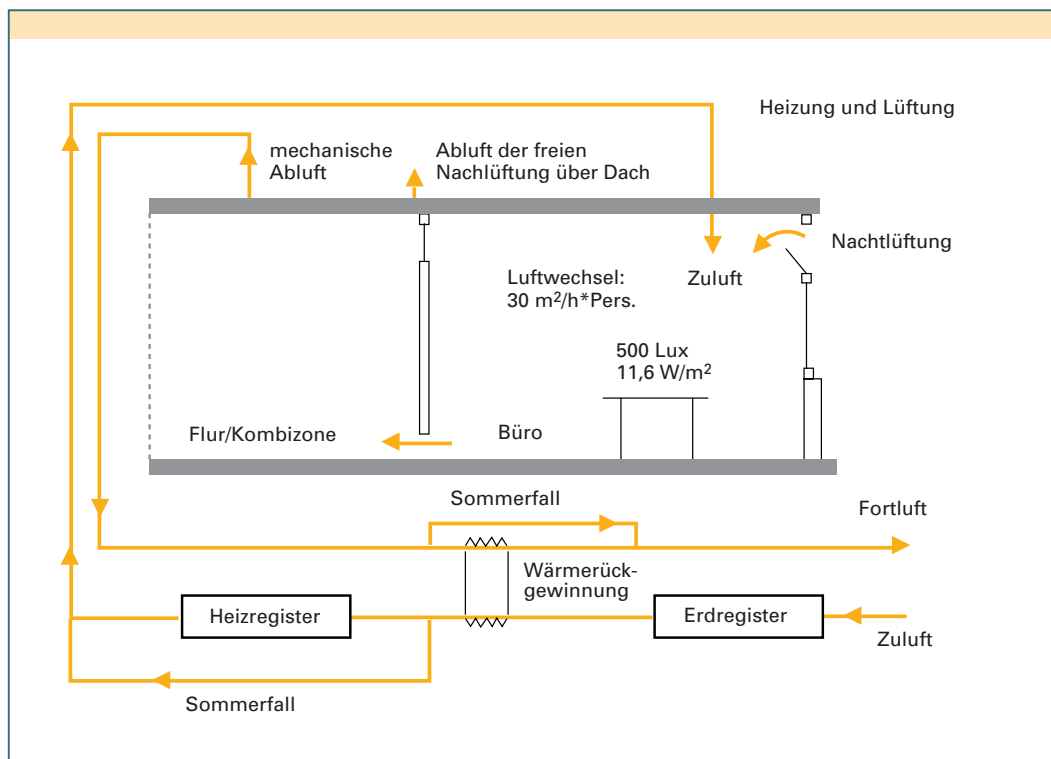 Heizung und Lüftung
mechanische
Abluft
Abluft der freien
Nachlüftung über Dach
Nachtlüftung
Luftwechsel:
30 m²/h*Pers.
Zuluft
500 Lux
11,6 W/m²
Flur/Kombizone
Büro
Sommerfall
Fortluft
Wärmerück-
gewinnung
Heizregister
Erdregister
Zuluft
Sommerfall